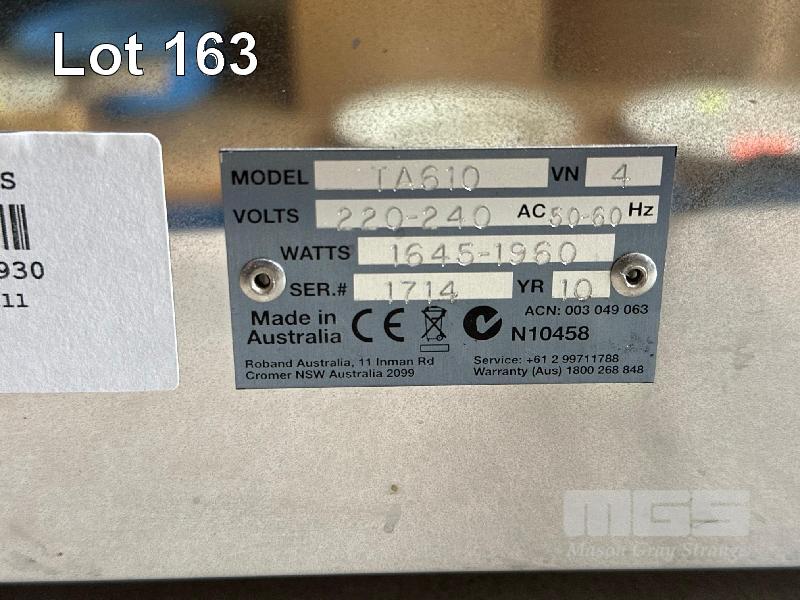 Lot 163
S
930
11
MODEL TA610 VN 4
VOLTS 220-240 AC 50-60 Hz
WATTS 1645-1960
SER.# 1714 YR 10
ACN: 003 049 063
Made in
Australia CE N10458
Roband Australia, 11 Inman Rd
Cromer NSW Australia 2099
Service: +61 2 99711788
Warranty (Aus) 1800 268 848
MGS
Mason Gray Strange